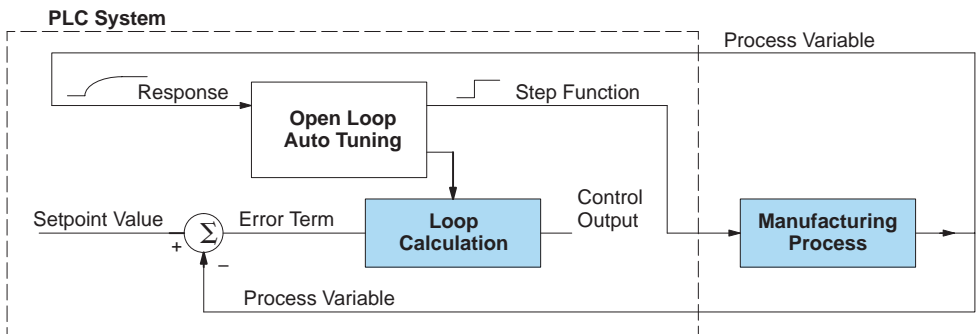 PLC System
Process Variable
Response
Step Function
Open Loop
Auto Tuning
Control
Output
Setpoint Value
Error Term
+
Σ
−
Loop
Calculation
Manufacturing
Process
Process Variable